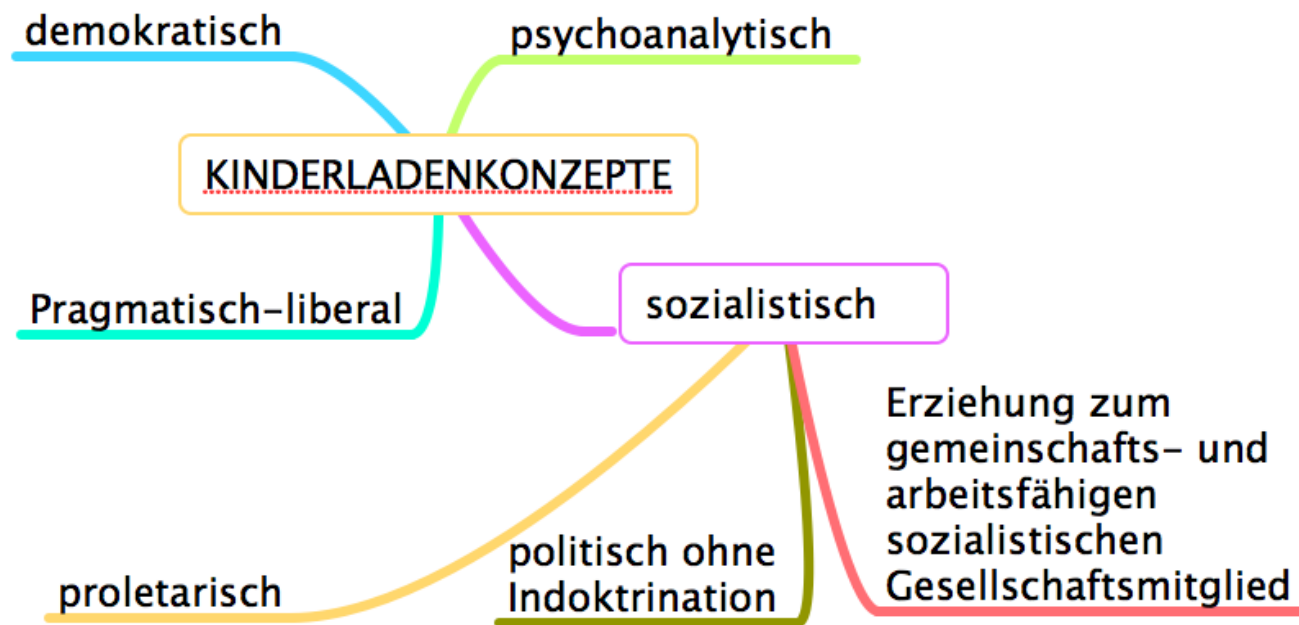 demokratisch
psychoanalytisch
KINDERLADENKONZEPTE
Pragmatisch-liberal
sozialistisch
proletarisch
politisch ohne
Indoktrination
Erziehung zum
gemeinschafts- und
arbeitsfähigen
sozialistischen
Gesellschaftsmitglied